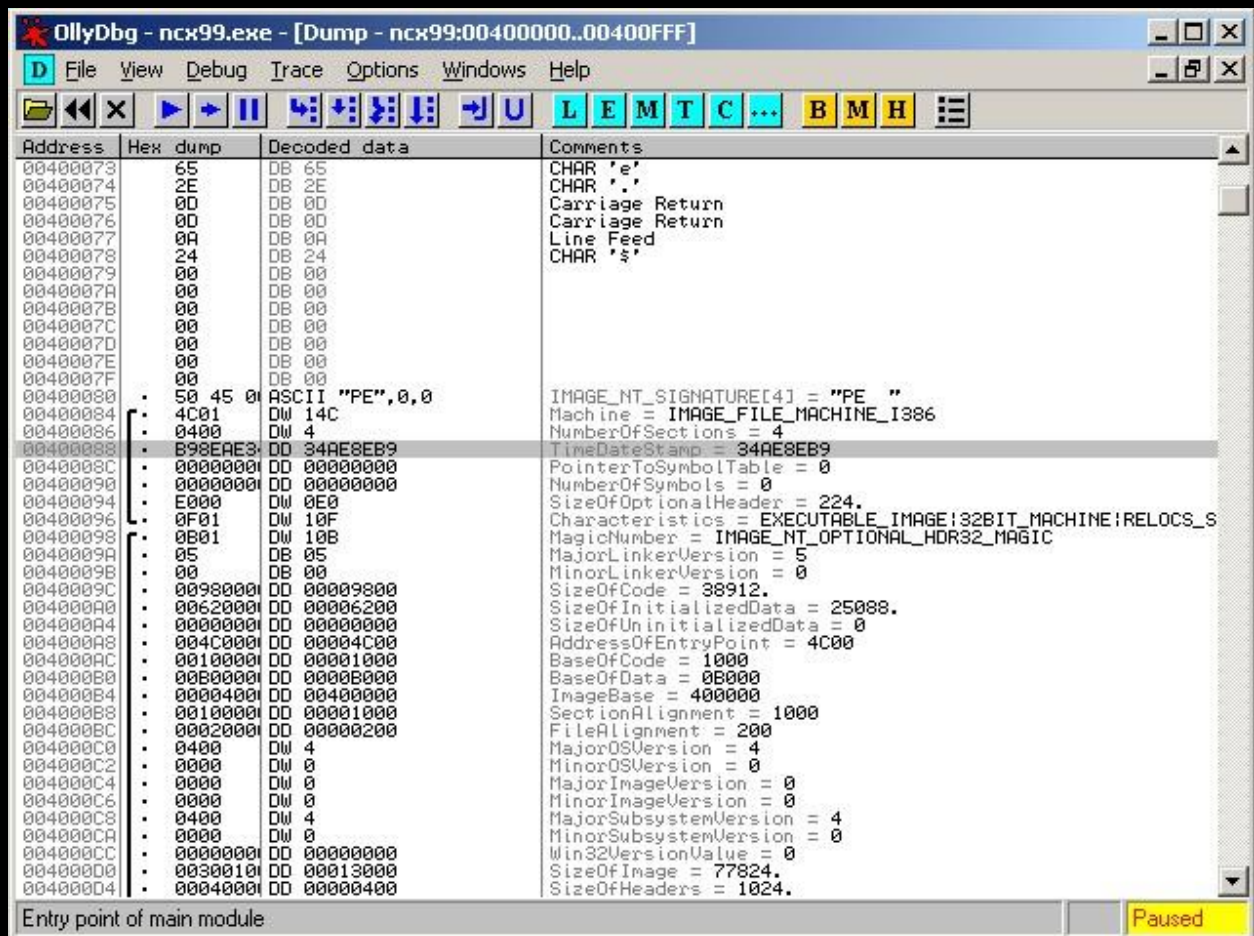 OllyDbg - ncx99.exe - [Dump - ncx99:00400000..00400FFF]
D File View Debug Trace Options Windows Help
L E M T C ... B M H
Address Hex dump Decoded data Comments
00400073 65 DB 65 CHAR 'e'
00400074 2E DB 2E CHAR '.'
00400075 0D DB 0D Carriage Return
00400076 0D DB 0D Carriage Return
00400077 0A DB 0A Line Feed
00400078 24 DB 24 CHAR '$'
00400079 00 DB 00
0040007A 00 DB 00
0040007B 00 DB 00
0040007C 00 DB 00
0040007D 00 DB 00
0040007E 00 DB 00
0040007F 00 DB 00
00400080 50 45 0 ASCII "PE",0,0 IMAGE_NT_SIGNATURE[4] = "PE  "
00400084 4C01 DW 14C Machine = IMAGE_FILE_MACHINE_I386
00400086 0400 DW 4 NumberOfSections = 4
00400088 B98EAE3 DD 34AE8EB9 TimeDateStamp = 34AE8EB9
0040008C 0000000 DD 00000000 PointerToSymbolTable = 0
00400090 0000000 DD 00000000 NumberOfSymbols = 0
00400094 E000 DW 0E0 SizeOfOptionalHeader = 224.
00400096 0F01 DW 10F Characteristics = EXECUTABLE_IMAGE|32BIT_MACHINE|RELOCS_S
00400098 0B01 DW 10B MagicNumber = IMAGE_NT_OPTIONAL_HDR32_MAGIC
0040009A 05 DB 05 MajorLinkerVersion = 5
0040009B 00 DB 00 MinorLinkerVersion = 0
0040009C 0098000 DD 00009800 SizeOfCode = 38912.
004000A0 0062000 DD 00006200 SizeOfInitializedData = 25088.
004000A4 0000000 DD 00000000 SizeOfUninitializedData = 0
004000A8 004C000 DD 00004C00 AddressOfEntryPoint = 4C00
004000AC 0010000 DD 00001000 BaseOfCode = 1000
004000B0 00B0000 DD 0000B000 BaseOfData = 0B000
004000B4 0000400 DD 00400000 ImageBase = 400000
004000B8 0010000 DD 00001000 SectionAlignment = 1000
004000BC 0002000 DD 00000200 FileAlignment = 200
004000C0 0400 DW 4 MajorOSVersion = 4
004000C2 0000 DW 0 MinorOSVersion = 0
004000C4 0000 DW 0 MajorImageVersion = 0
004000C6 0000 DW 0 MinorImageVersion = 0
004000C8 0400 DW 4 MajorSubsystemVersion = 4
004000CA 0000 DW 0 MinorSubsystemVersion = 0
004000CC 0000000 DD 00000000 Win32VersionValue = 0
004000D0 0030010 DD 00013000 SizeOfImage = 77824.
004000D4 0004000 DD 00000400 SizeOfHeaders = 1024.
Entry point of main module Paused